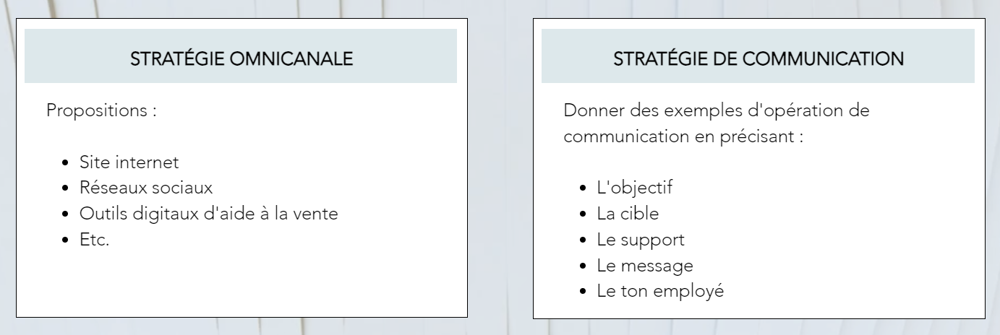 STRATÉGIE OMNICANALE
Propositions :
• Site internet
• Réseaux sociaux
• Outils digitaux d'aide à la vente
• Etc.
STRATÉGIE DE COMMUNICATION
Donner des exemples d'opération de
communication en précisant :
• L'objectif
• La cible
• Le support
• Le message
• Le ton employé